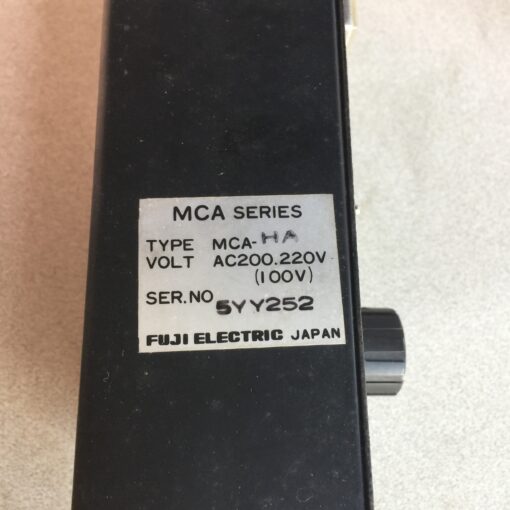 MCA SERIES
TYPE MCA-HA
VOLT AC200.220V
(100V)
SER.NO 5YY252
FUJI ELECTRIC JAPAN